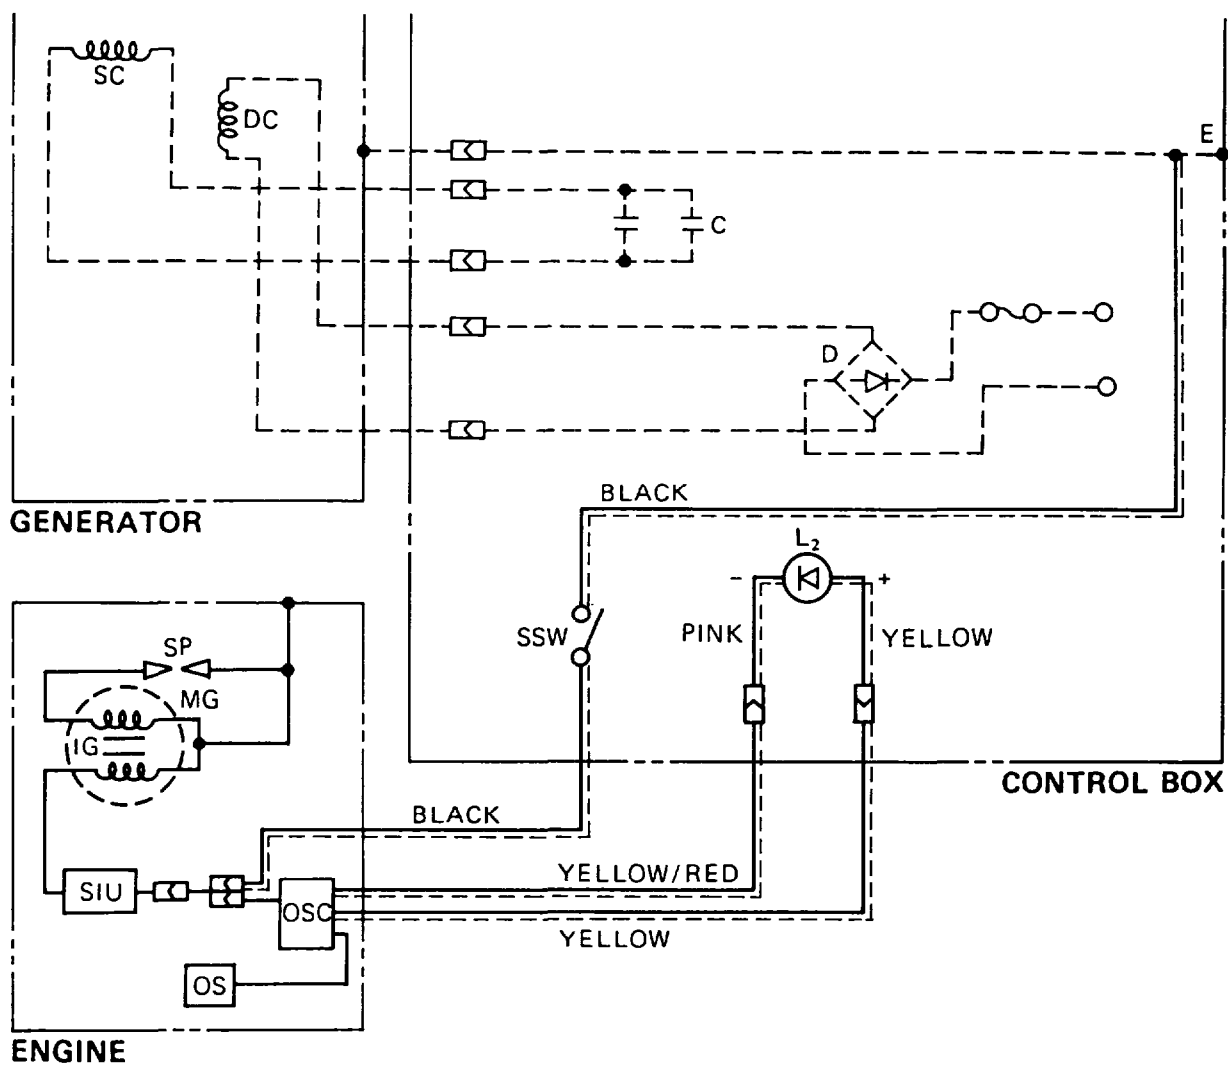 SC
DC
E
C
D
GENERATOR
BLACK
L2
- +
SSW
PINK
YELLOW
SP
MG
IG
CONTROL BOX
BLACK
YELLOW/RED
SIU
OSC
YELLOW
OS
ENGINE